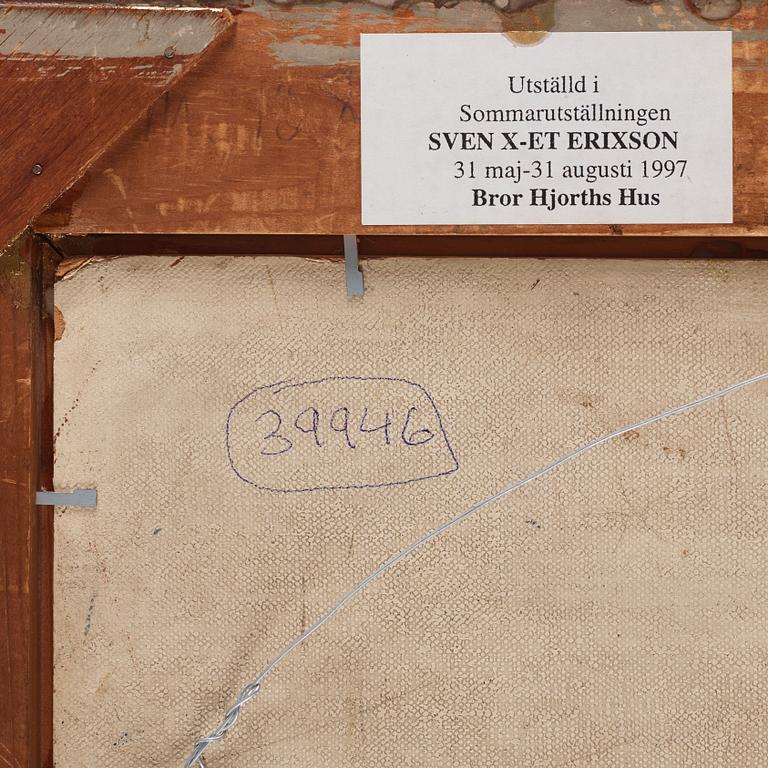 Utställd i
Sommarutställningen
SVEN X-ET ERIXSON
31 maj-31 augusti 1997
Bror Hjorths Hus
39946